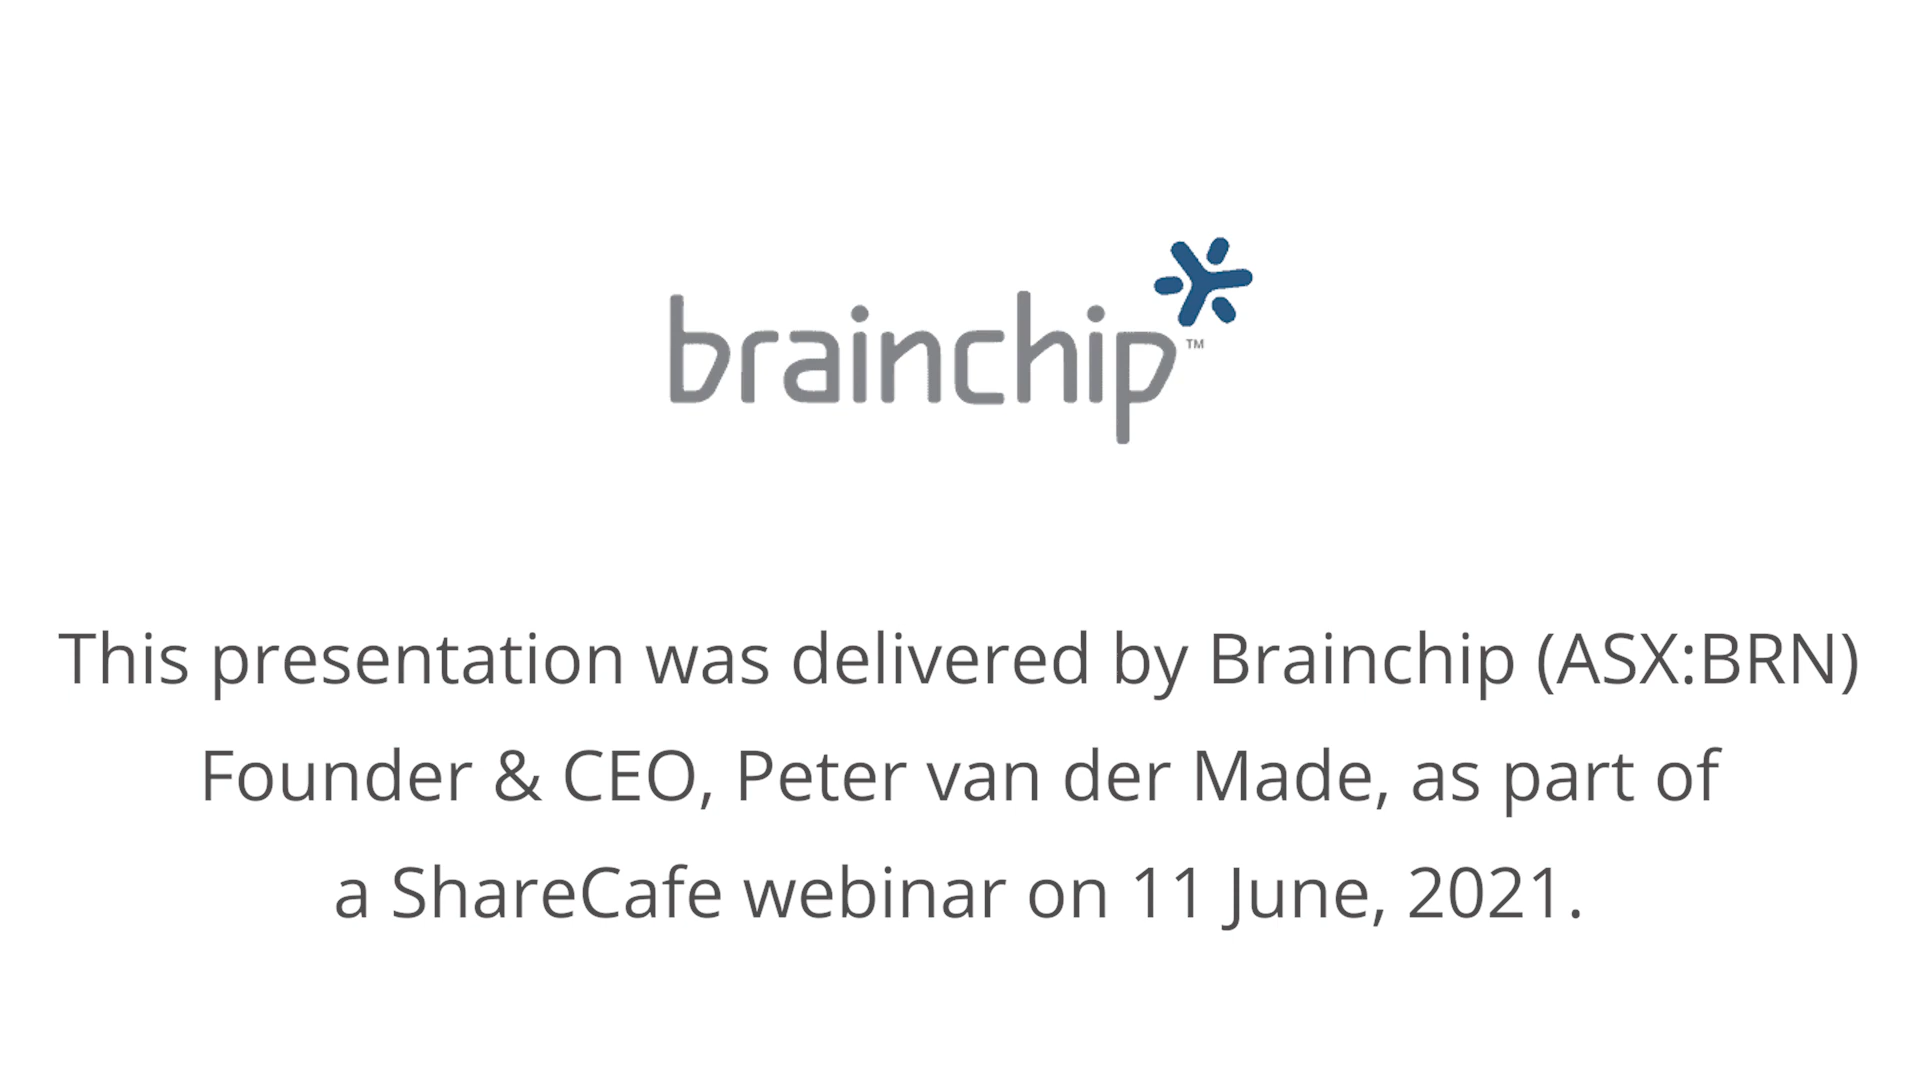 brainchip™
This presentation was delivered by Brainchip (ASX:BRN)
Founder & CEO, Peter van der Made, as part of
a ShareCafe webinar on 11 June, 2021.